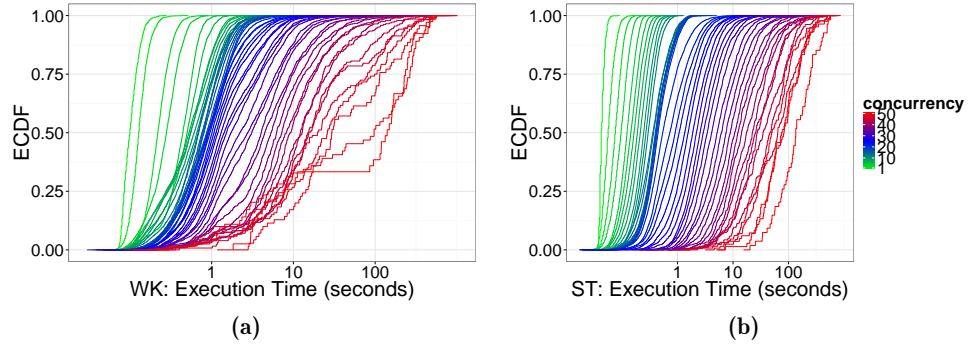 1.00
0.75
0.50
0.25
0.00
ECDF
1 10 100
WK: Execution Time (seconds)
(a)
1.00
0.75
0.50
0.25
0.00
ECDF
1 10 100
ST: Execution Time (seconds)
(b)
concurrency
50
40
30
20
10
1